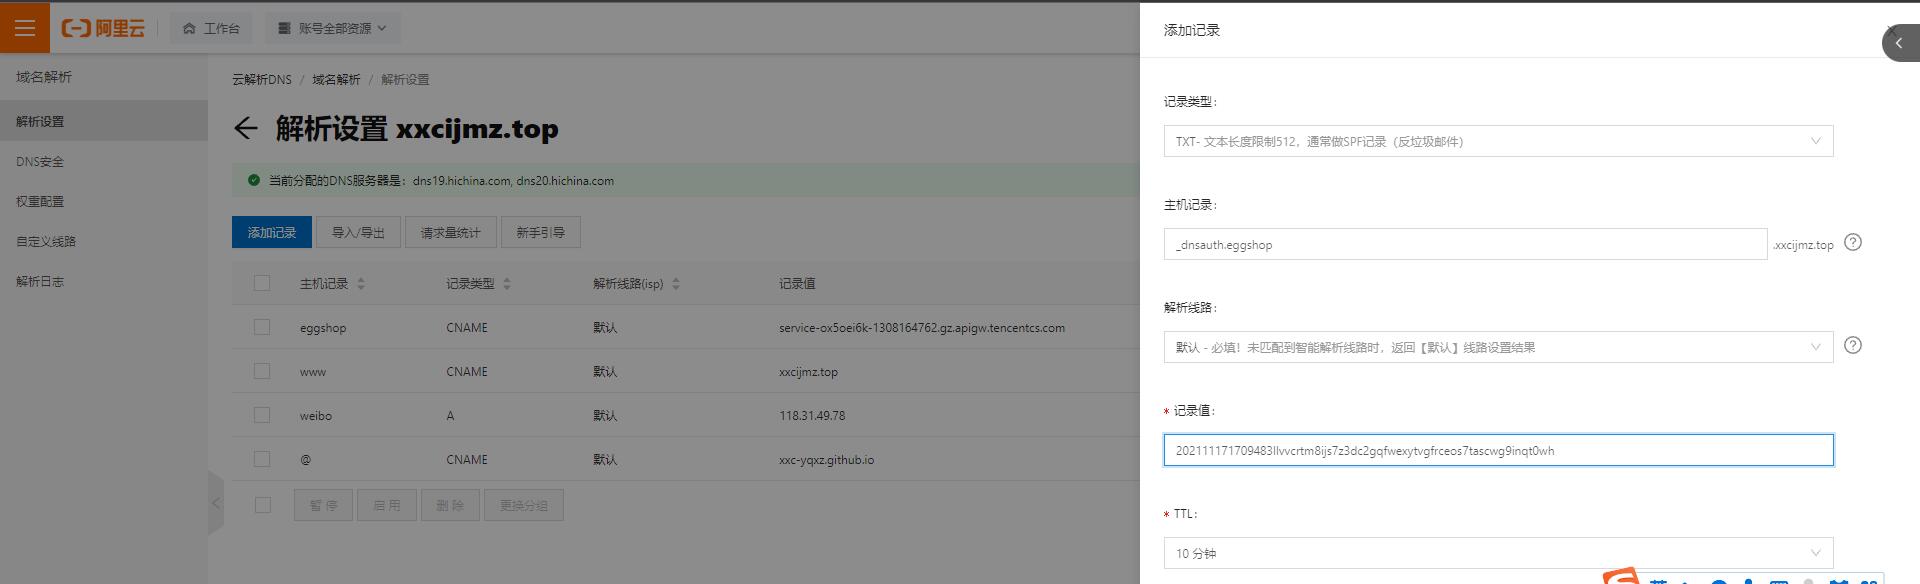 阿里云
工作台
账号全部资源
域名解析
解析设置
DNS安全
权重配置
自定义线路
解析日志
云解析DNS / 域名解析 / 解析设置
解析设置 xxcijmz.top
当前分配的DNS服务器是：dns19.hichina.com, dns20.hichina.com
添加记录 导入/导出 请求量统计 新手引导
主机记录 记录类型 解析线路(isp) 记录值
eggshop CNAME 默认 service-ox5oei6k-1308164762.gz.apigw.tencentcs.com
www CNAME 默认 xxcijmz.top
weibo A 默认 118.31.49.78
@ CNAME 默认 xxc-yqxz.github.io
暂停 启用 删除 更换分组
添加记录
记录类型：
TXT- 文本长度限制512，通常做SPF记录（反垃圾邮件）
主机记录：
_dnsauth.eggshop .xxcijmz.top
解析线路：
默认 - 必填！未匹配到智能解析线路时，返回【默认】线路设置结果
* 记录值：
202111171709483llvvcrtm8ijs7z3dc2gqfwexytvgfrceos7tascwg9inqt0wh
* TTL：
10 分钟